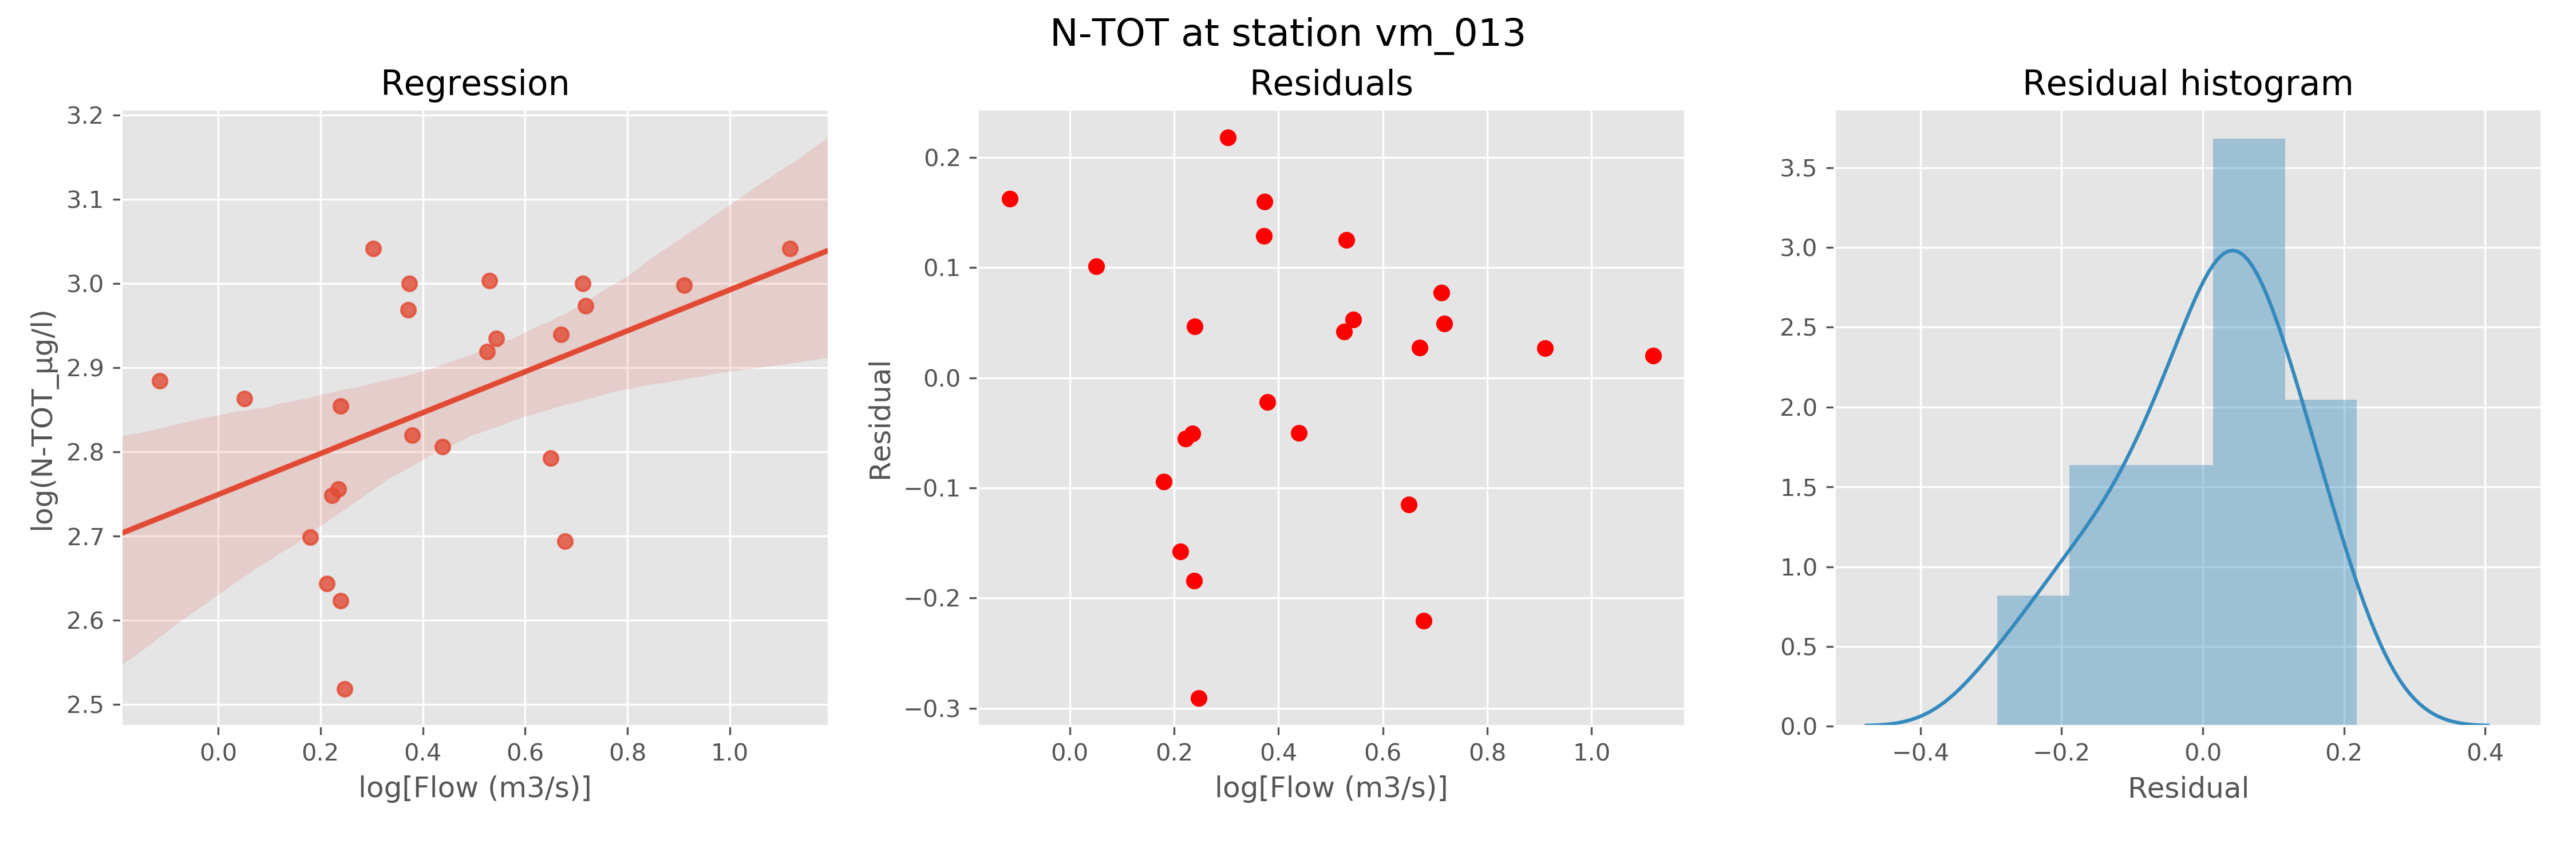 N-TOT at station vm_013
Regression
3.2
3.1
3.0
2.9
2.8
2.7
2.6
2.5
log(N-TOT_µg/l)
0.0 0.2 0.4 0.6 0.8 1.0
log[Flow (m3/s)]
Residuals
0.2
0.1
0.0
−0.1
−0.2
−0.3
Residual
0.0 0.2 0.4 0.6 0.8 1.0
log[Flow (m3/s)]
Residual histogram
3.5
3.0
2.5
2.0
1.5
1.0
0.5
0.0
−0.4 −0.2 0.0 0.2 0.4
Residual